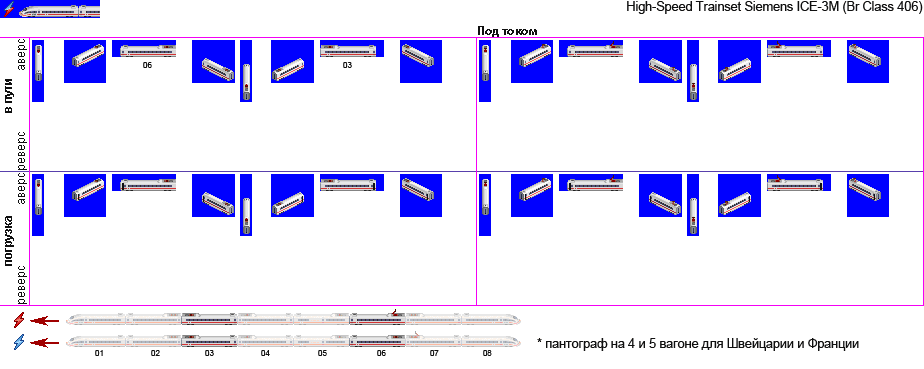 High-Speed Trainset Siemens ICE-3M (Br Class 406)
Под током
аверс
в пути
реверс
06
03
аверс
погрузка
реверс
01 02 03 04 05 06 07 08
* пантограф на 4 и 5 вагоне для Швейцарии и Франции